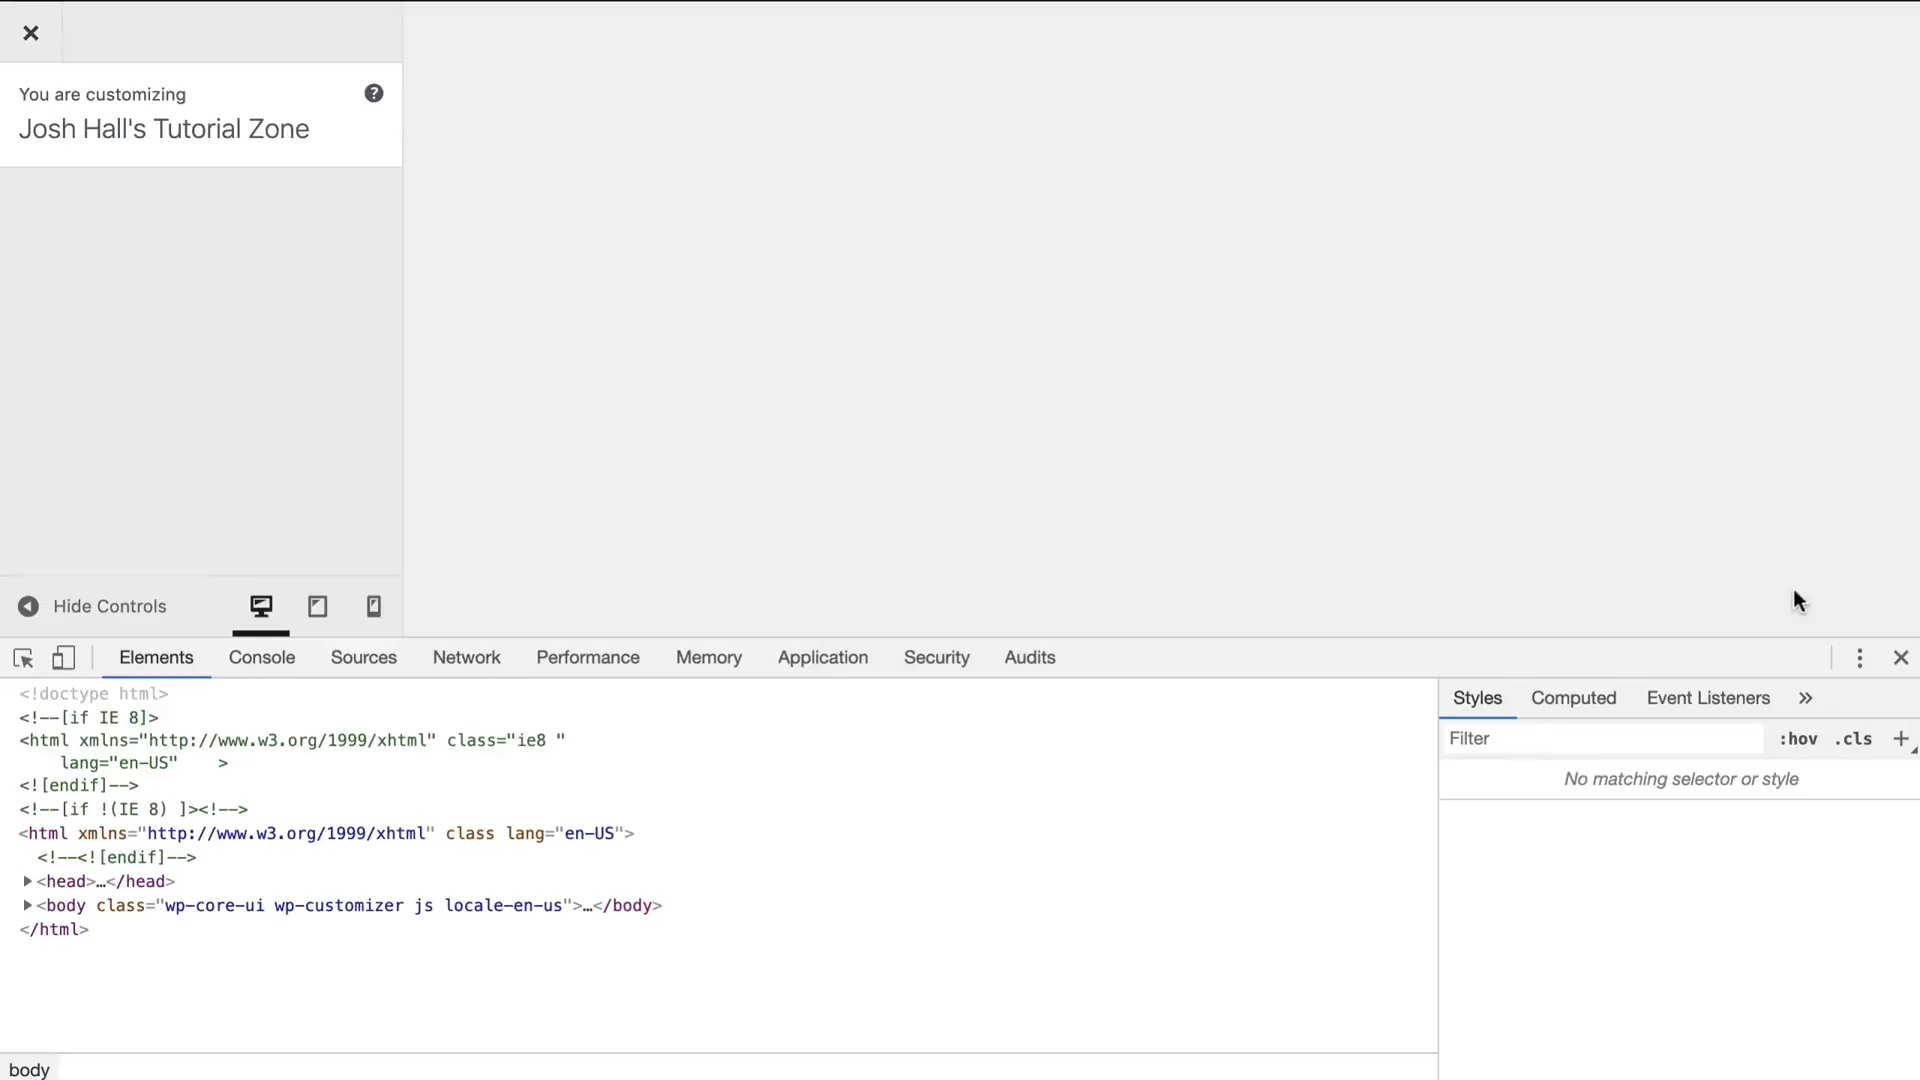 You are customizing
Josh Hall's Tutorial Zone
Hide Controls
Elements Console Sources Network Performance Memory Application Security Audits
<!doctype html>
<!--[if IE 8]>
<html xmlns="http://www.w3.org/1999/xhtml" class="ie8 "
lang="en-US"    >
<![endif]-->
<!--[if !(IE 8) ]><!-->
<html xmlns="http://www.w3.org/1999/xhtml" class lang="en-US">
<!--<![endif]-->
<head>…</head>
<body class="wp-core-ui wp-customizer js locale-en-us">…</body>
</html>
body
Styles Computed Event Listeners »
Filter :hov .cls +
No matching selector or style